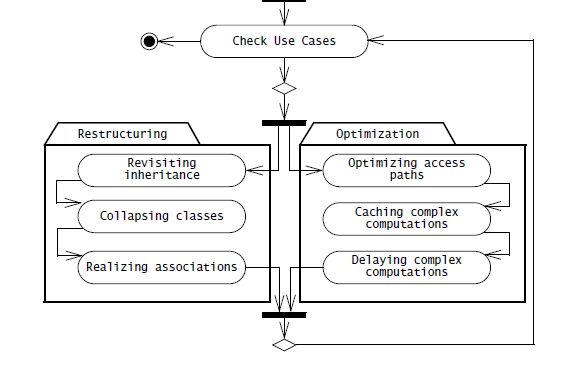 Check Use Cases
Restructuring
Revisiting
inheritance
Collapsing classes
Realizing associations
Optimization
Optimizing access
paths
Caching complex
computations
Delaying complex
computations